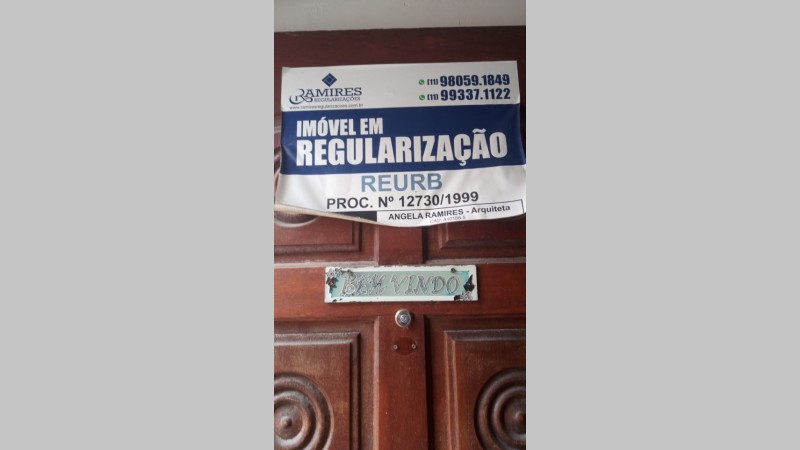 RAMIRES
REGULARIZAÇÕES
(11) 98059.1849
(11) 99337.1122
IMÓVEL EM
REGULARIZAÇÃO
REURB
PROC. Nº 12730/1999
ANGELA RAMIRES - Arquiteta
BEM VINDO